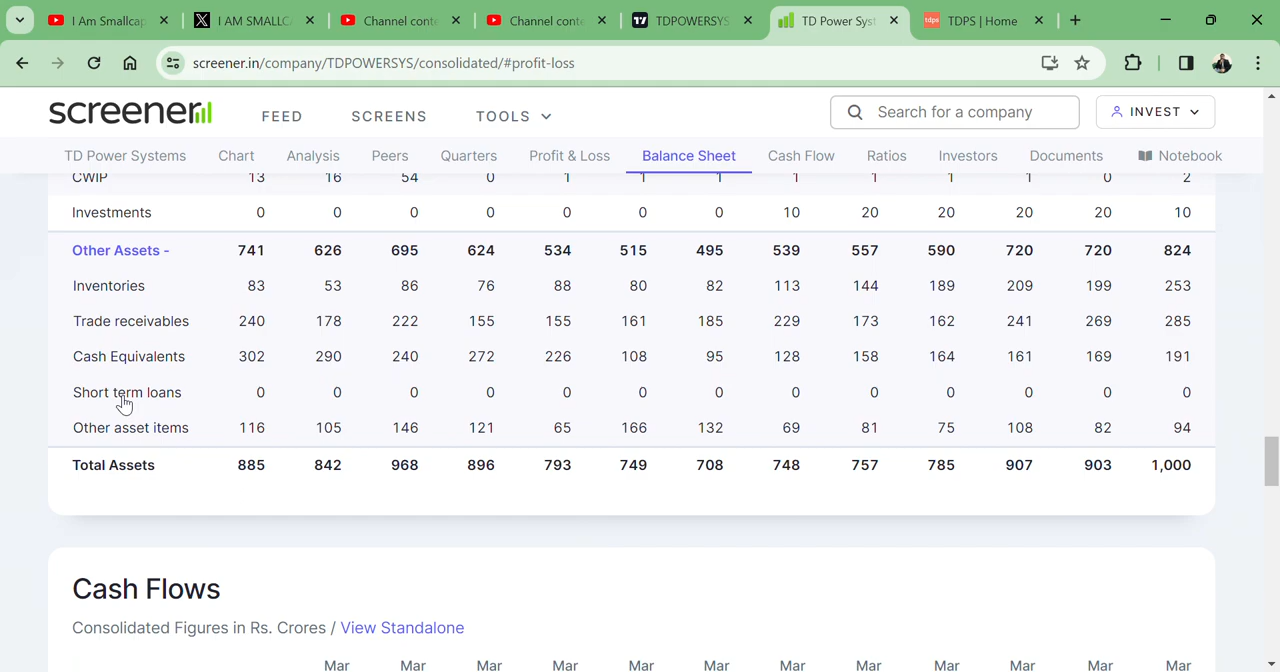 I Am Smallcap
I AM SMALLC
Channel conte
Channel conte
TDPOWERSYS
TD Power Syst
tdps TDPS | Home
screener.in/company/TDPOWERSYS/consolidated/#profit-loss
screener FEED SCREENS TOOLS Search for a company INVEST
TD Power Systems Chart Analysis Peers Quarters Profit & Loss Balance Sheet Cash Flow Ratios Investors Documents Notebook
CWIP 13 16 54 0 1 1 1 1 1 1 1 0 2
Investments 0 0 0 0 0 0 0 10 20 20 20 20 10
Other Assets - 741 626 695 624 534 515 495 539 557 590 720 720 824
Inventories 83 53 86 76 88 80 82 113 144 189 209 199 253
Trade receivables 240 178 222 155 155 161 185 229 173 162 241 269 285
Cash Equivalents 302 290 240 272 226 108 95 128 158 164 161 169 191
Short term loans 0 0 0 0 0 0 0 0 0 0 0 0 0
Other asset items 116 105 146 121 65 166 132 69 81 75 108 82 94
Total Assets 885 842 968 896 793 749 708 748 757 785 907 903 1,000
Cash Flows
Consolidated Figures in Rs. Crores / View Standalone
Mar Mar Mar Mar Mar Mar Mar Mar Mar Mar Mar Mar